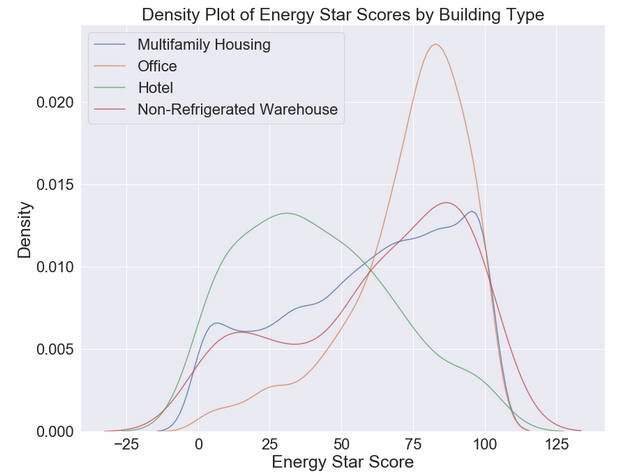 Density Plot of Energy Star Scores by Building Type
Multifamily Housing
Office
Hotel
Non-Refrigerated Warehouse
0.020
0.015
0.010
0.005
0.000
Density
−25 0 25 50 75 100 125
Energy Star Score